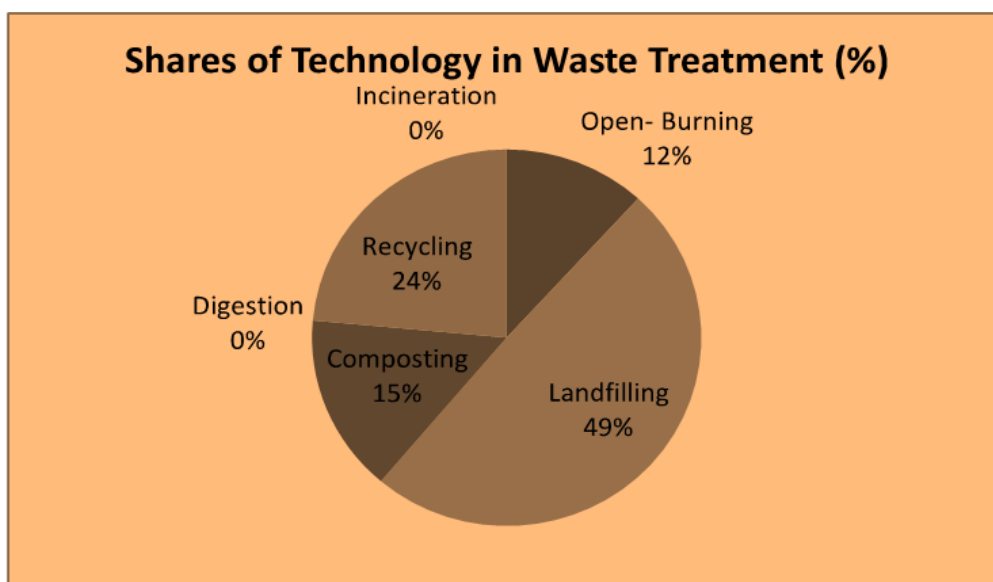 Shares of Technology in Waste Treatment (%)
Incineration
0%
Open- Burning
12%
Recycling
24%
Digestion
0%
Composting
15%
Landfilling
49%